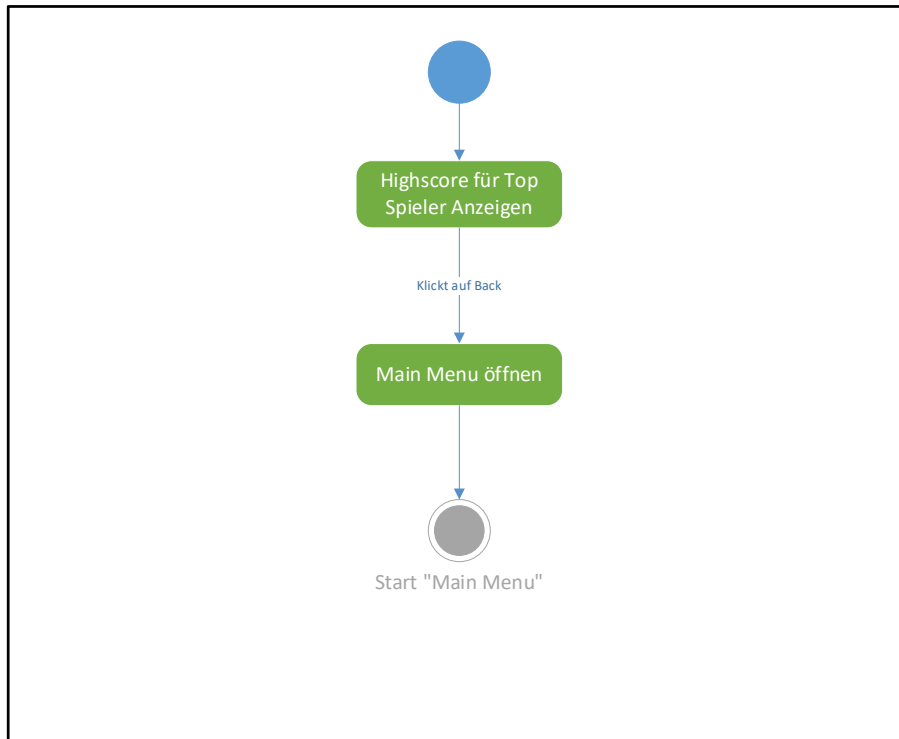 Highscore für Top
Spieler Anzeigen
Klickt auf Back
Main Menu öffnen
Start "Main Menu"